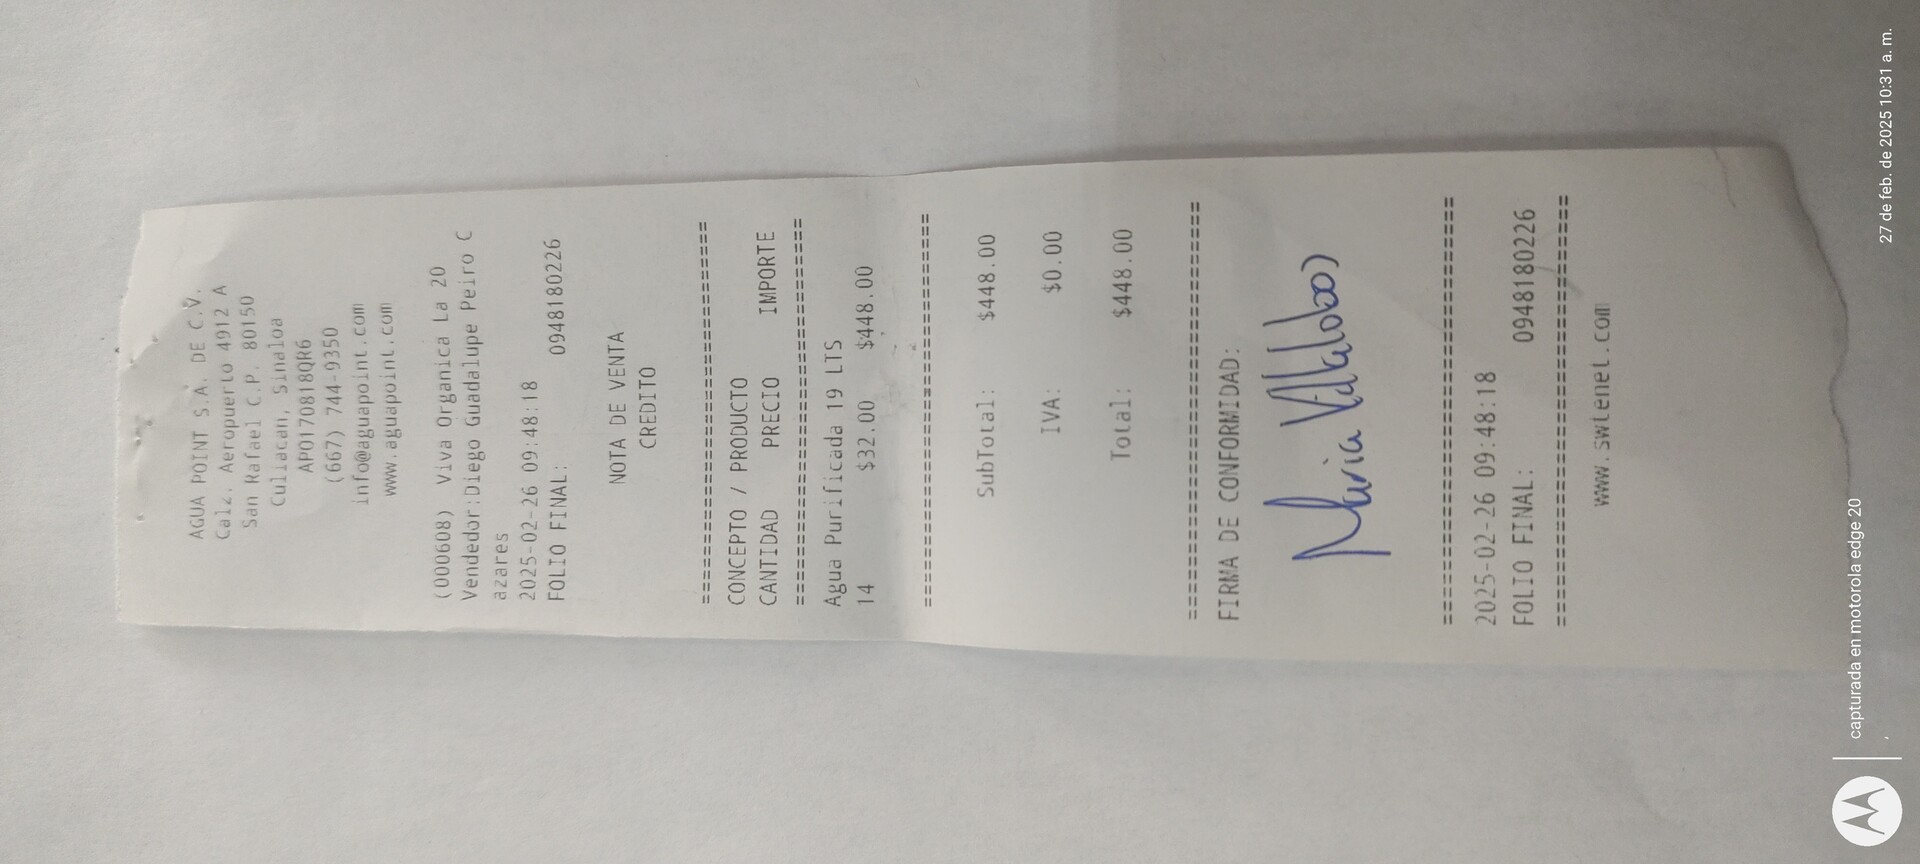 AGUA POINT S.A. DE C.V.
Calz. Aeropuerto 4912 A
San Rafael C.P. 80150
Culiacan, Sinaloa
APO170818QR6
(667) 744-9350
info@aguapoint.com
www.aguapoint.com
(000608) Viva Organica La 20
Vendedor:Diego Guadalupe Peiro C
azares
2025-02-26 09:48:18
FOLIO FINAL: 0948180226
NOTA DE VENTA
CREDITO
================================
CONCEPTO / PRODUCTO
CANTIDAD PRECIO IMPORTE
================================
Agua Purificada 19 LTS
14 $32.00 $448.00
================================
SubTotal: $448.00
IVA: $0.00
Total: $448.00
================================
FIRMA DE CONFORMIDAD:
Maria Villalobo
================================
2025-02-26 09:48:18
FOLIO FINAL: 0948180226
================================
www.swtenet.com
capturada en motorola edge 20
27 de feb. de 2025 10:31 a. m.